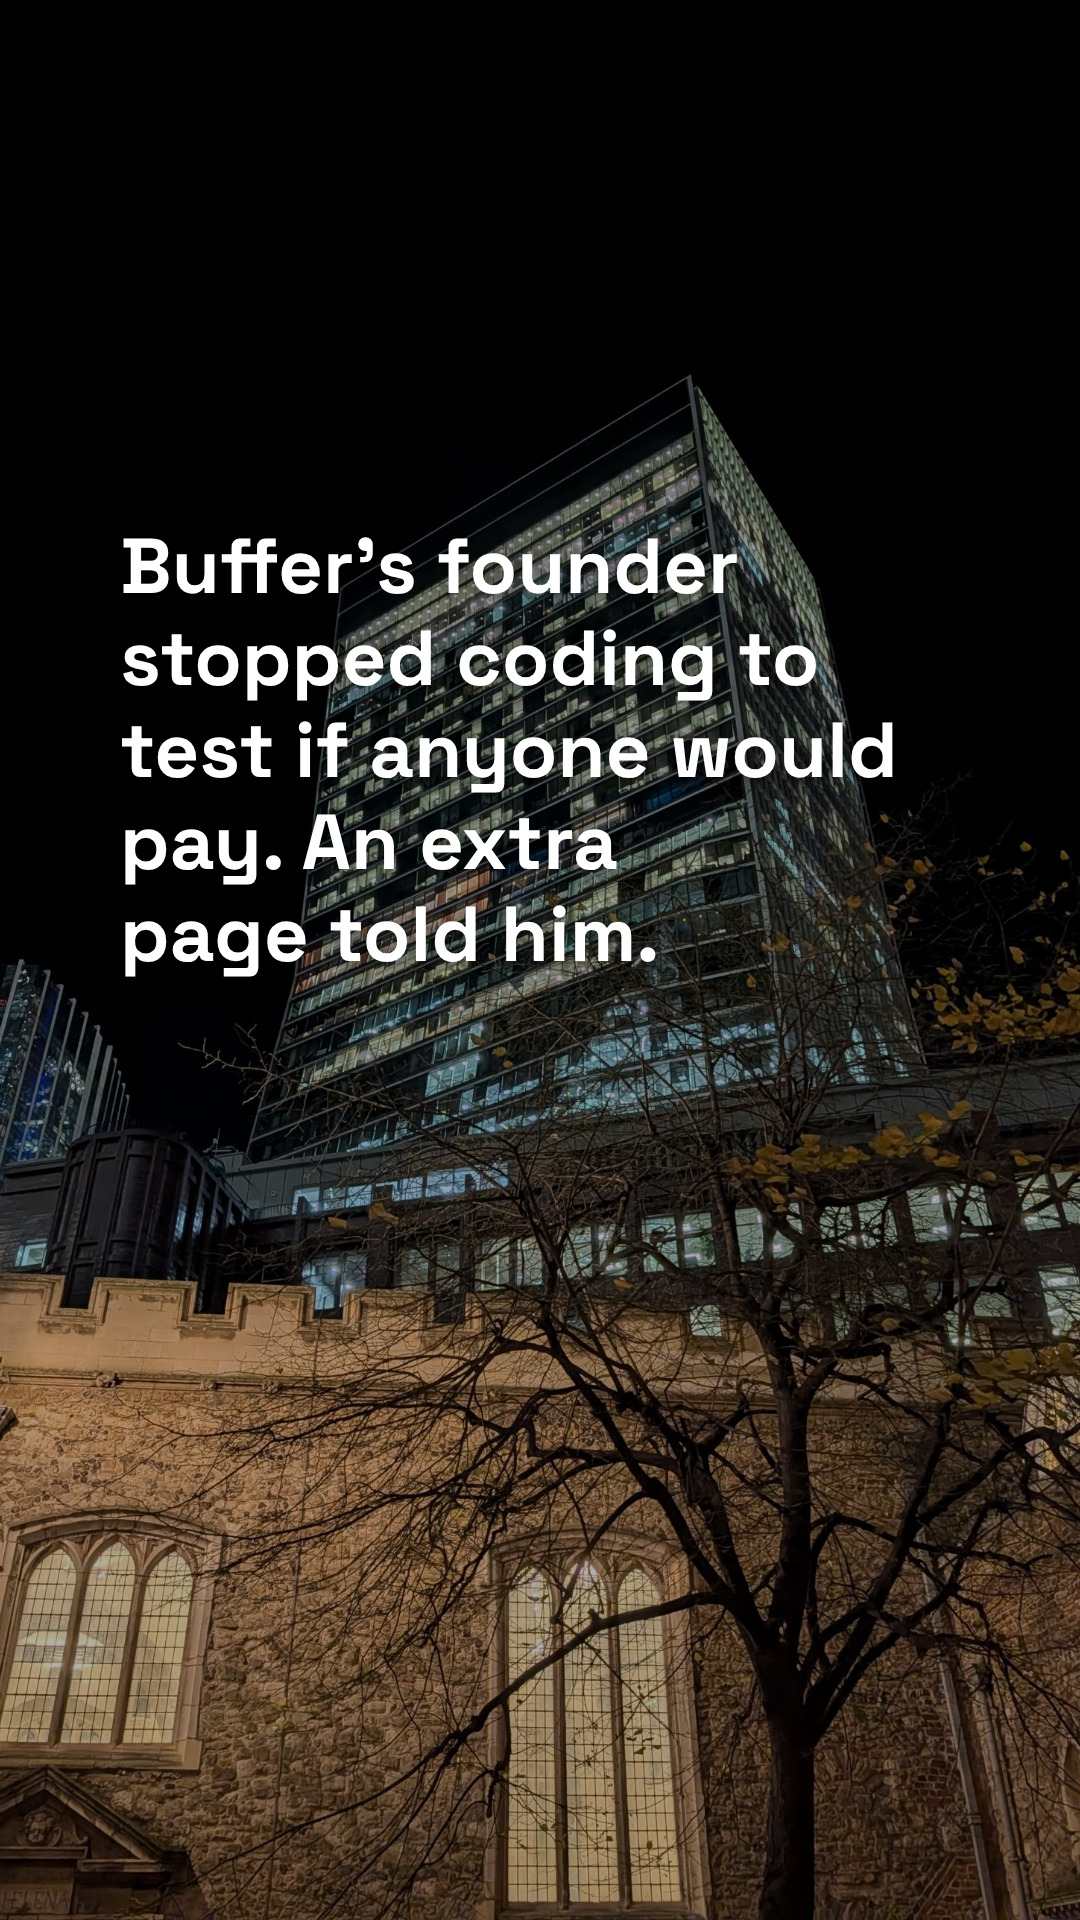 Buffer’s founder
stopped coding to
test if anyone would
pay. An extra
page told him.